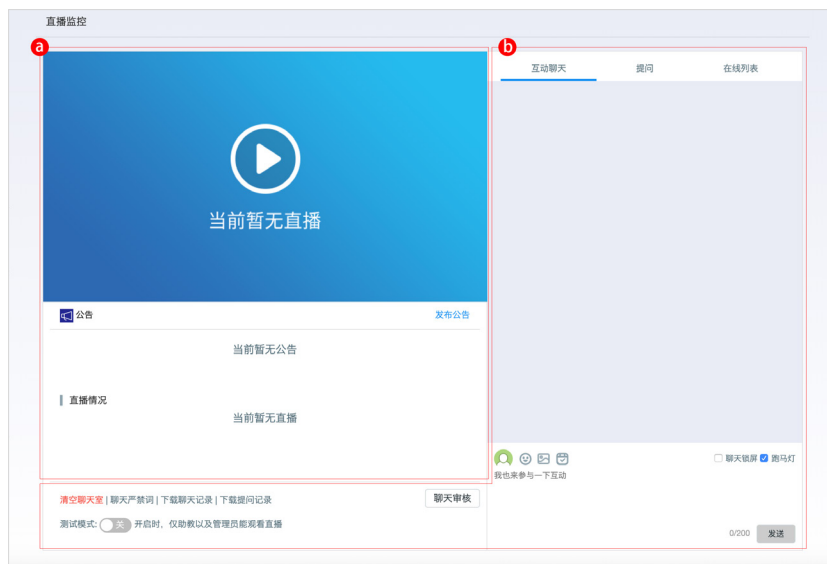 直播监控
a
b
当前暂无直播
公告
发布公告
当前暂无公告
直播情况
当前暂无直播
清空聊天室 | 聊天严禁词 | 下载聊天记录 | 下载提问记录
聊天审核
测试模式: 关 开启时，仅助教以及管理员能观看直播
互动聊天 提问 在线列表
聊天锁屏 跑马灯
我也来参与一下互动
0/200 发送